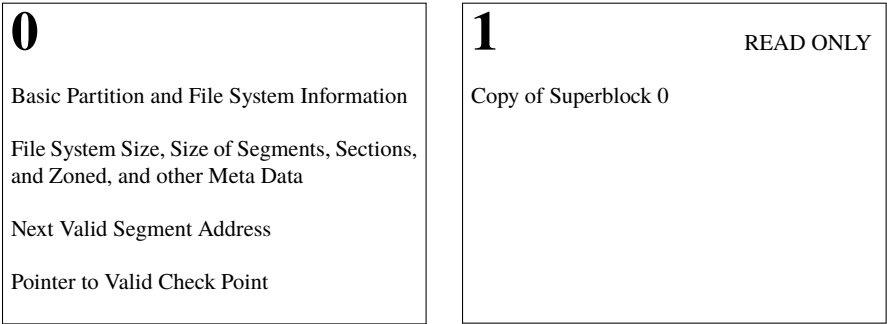 0
Basic Partition and File System Information
File System Size, Size of Segments, Sections,
and Zoned, and other Meta Data
Next Valid Segment Address
Pointer to Valid Check Point
1
READ ONLY
Copy of Superblock 0